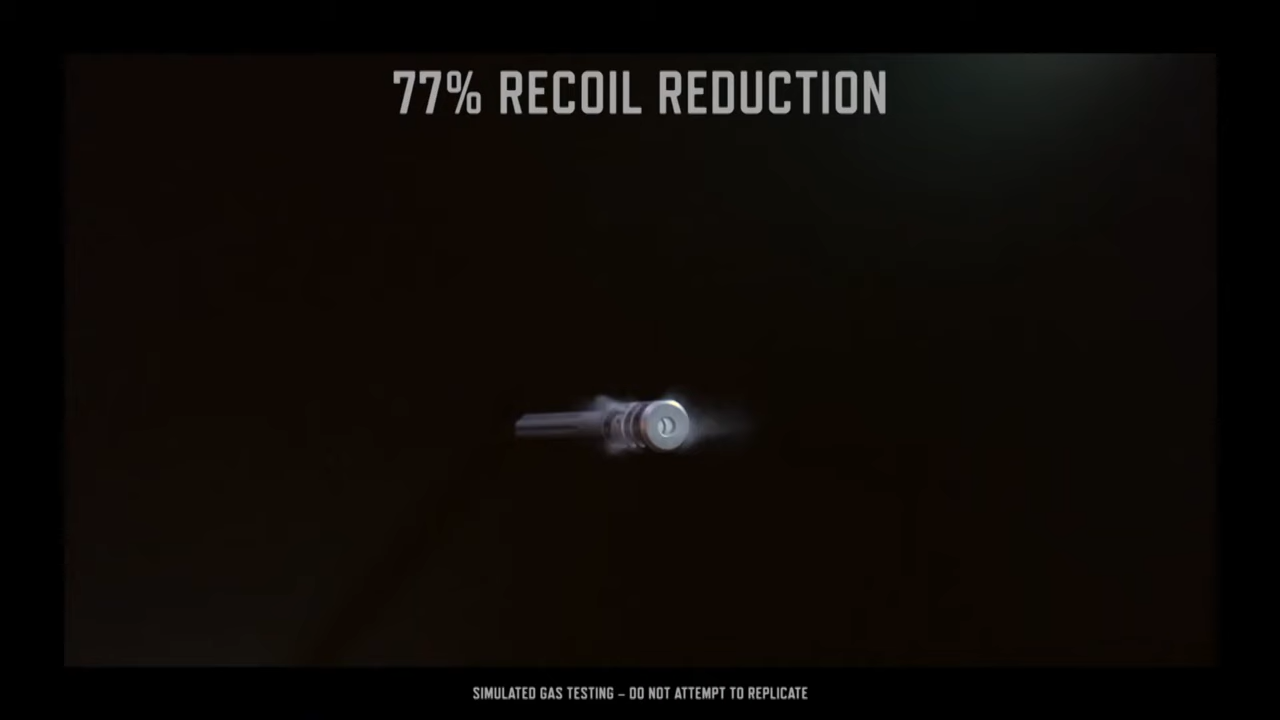 77% RECOIL REDUCTION
SIMULATED GAS TESTING – DO NOT ATTEMPT TO REPLICATE